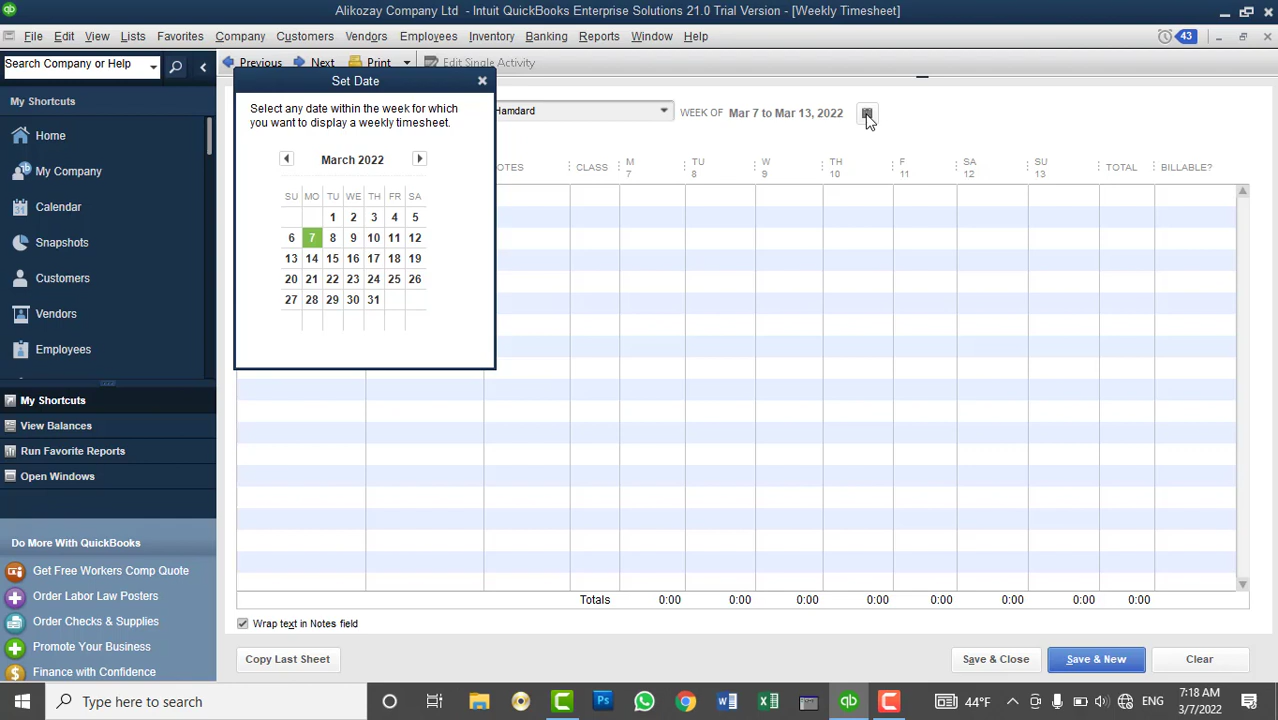 Alikozay Company Ltd - Intuit QuickBooks Enterprise Solutions 21.0 Trial Version - [Weekly Timesheet]
File Edit View Lists Favorites Company Customers Vendors Employees Inventory Banking Reports Window Help
43
Search Company or Help
Previous Next Print Edit Single Activity
Set Date
Select any date within the week for which
you want to display a weekly timesheet.
March 2022
SU MO TU WE TH FR SA
1 2 3 4 5
6 7 8 9 10 11 12
13 14 15 16 17 18 19
20 21 22 23 24 25 26
27 28 29 30 31
Hamdard
WEEK OF Mar 7 to Mar 13, 2022
OTES CLASS M TU W TH F SA SU TOTAL BILLABLE?
7 8 9 10 11 12 13
Totals 0:00 0:00 0:00 0:00 0:00 0:00 0:00 0:00
Wrap text in Notes field
Copy Last Sheet
Save & Close
Save & New
Clear
My Shortcuts
Home
My Company
Calendar
Snapshots
Customers
Vendors
Employees
My Shortcuts
View Balances
Run Favorite Reports
Open Windows
Do More With QuickBooks
Get Free Workers Comp Quote
Order Labor Law Posters
Order Checks & Supplies
Promote Your Business
Finance with Confidence
Type here to search
44°F
ENG
7:18 AM
3/7/2022